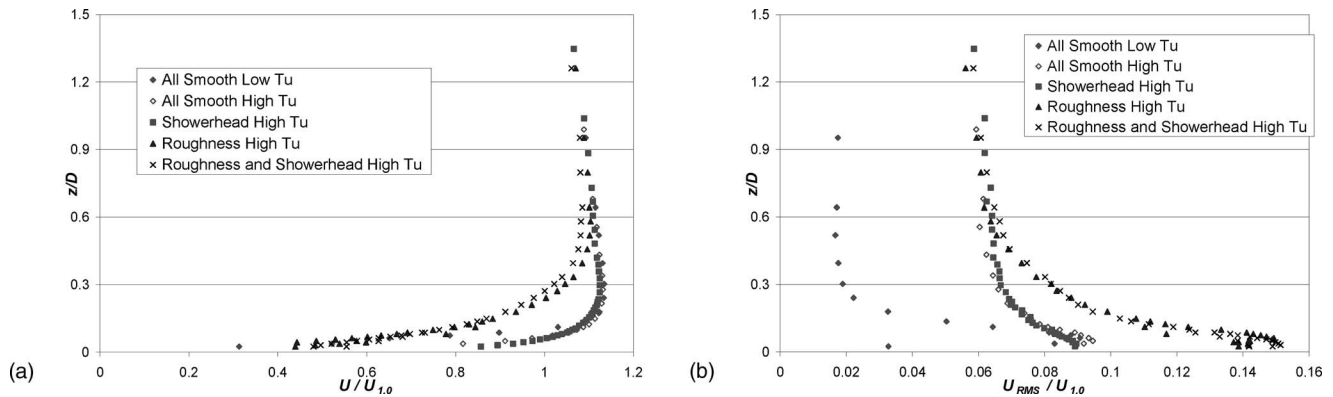 1.5
1.2
0.9
0.6
0.3
0
z/D
All Smooth Low Tu
All Smooth High Tu
Showerhead High Tu
Roughness High Tu
Roughness and Showerhead High Tu
0 0.2 0.4 0.6 0.8 1 1.2
U / U1.0
(a)
1.5
1.2
0.9
0.6
0.3
0
z/D
All Smooth Low Tu
All Smooth High Tu
Showerhead High Tu
Roughness High Tu
Roughness and Showerhead High Tu
0 0.02 0.04 0.06 0.08 0.1 0.12 0.14 0.16
URMS / U1.0
(b)